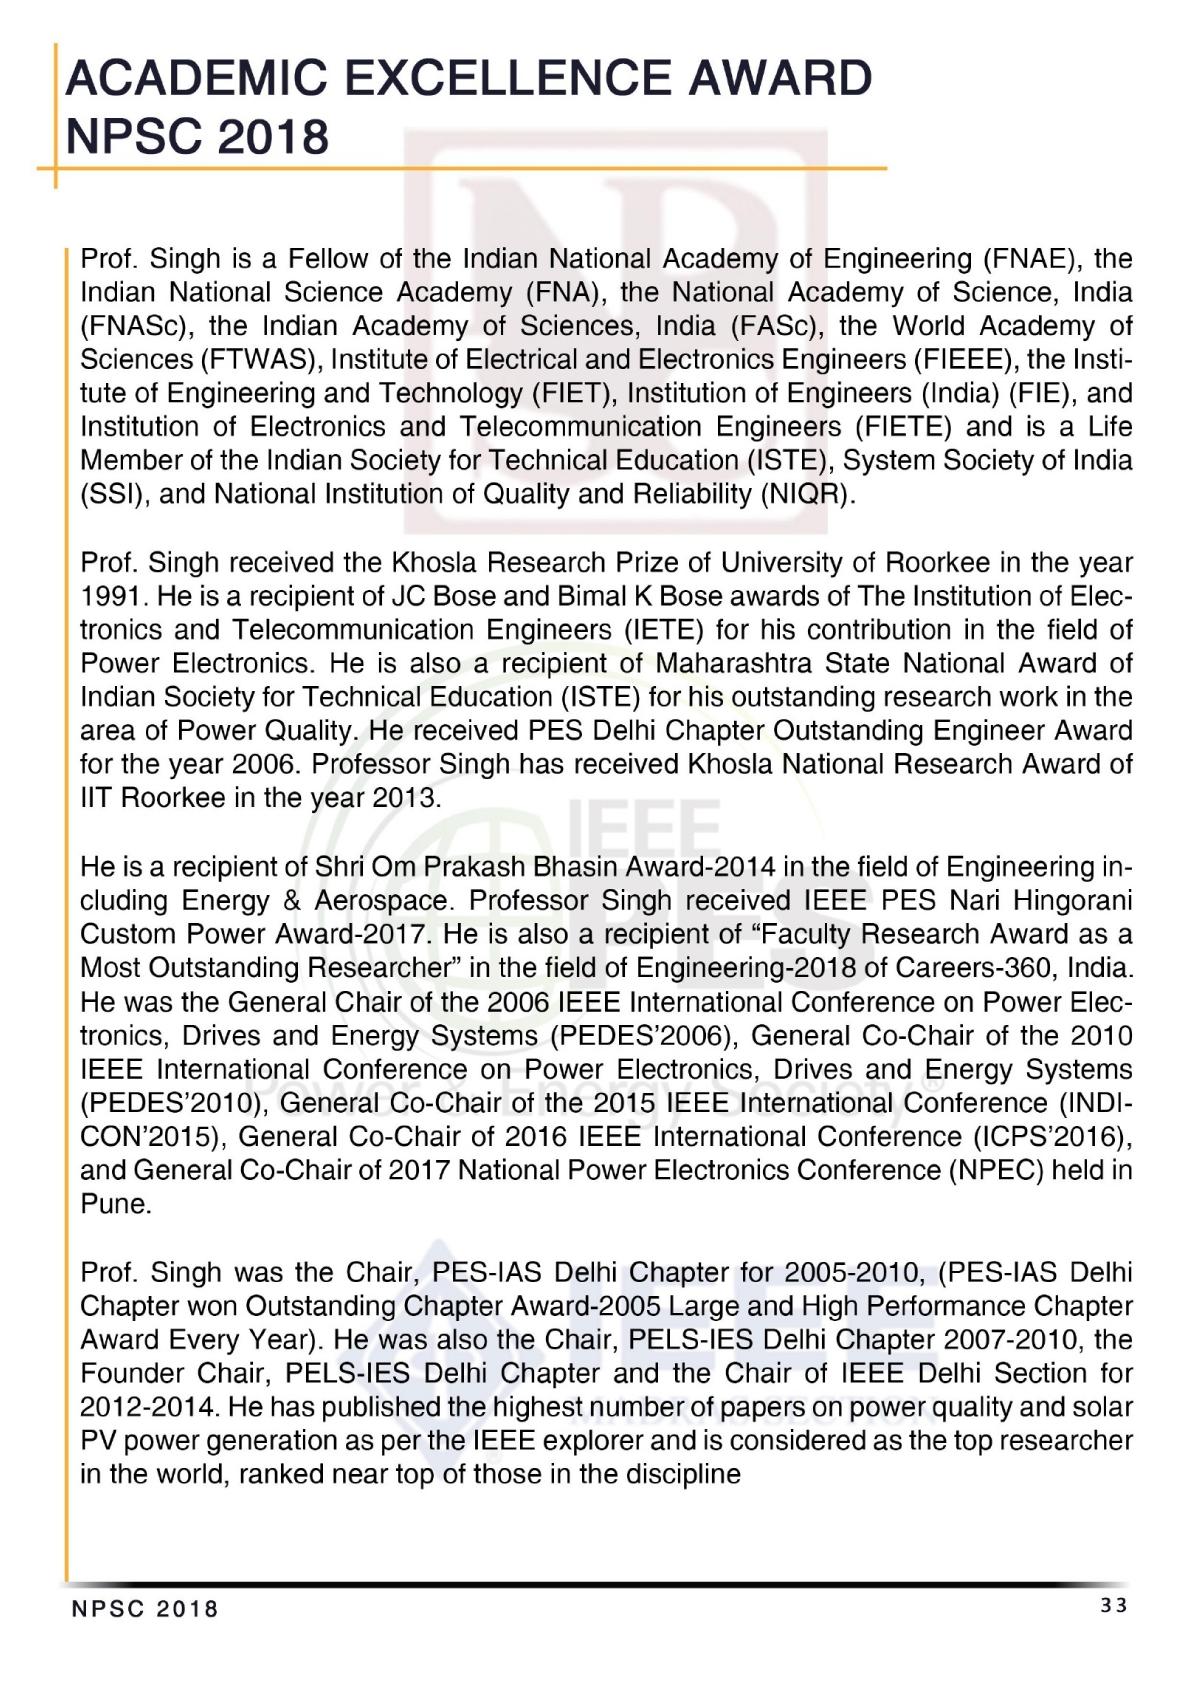 ACADEMIC EXCELLENCE AWARD
NPSC 2018
Prof. Singh is a Fellow of the Indian National Academy of Engineering (FNAE), the
Indian National Science Academy (FNA), the National Academy of Science, India
(FNASc), the Indian Academy of Sciences, India (FASc), the World Academy of
Sciences (FTWAS), Institute of Electrical and Electronics Engineers (FIEEE), the Insti-
tute of Engineering and Technology (FIET), Institution of Engineers (India) (FIE), and
Institution of Electronics and Telecommunication Engineers (FIETE) and is a Life
Member of the Indian Society for Technical Education (ISTE), System Society of India
(SSI), and National Institution of Quality and Reliability (NIQR).
Prof. Singh received the Khosla Research Prize of University of Roorkee in the year
1991. He is a recipient of JC Bose and Bimal K Bose awards of The Institution of Elec-
tronics and Telecommunication Engineers (IETE) for his contribution in the field of
Power Electronics. He is also a recipient of Maharashtra State National Award of
Indian Society for Technical Education (ISTE) for his outstanding research work in the
area of Power Quality. He received PES Delhi Chapter Outstanding Engineer Award
for the year 2006. Professor Singh has received Khosla National Research Award of
IIT Roorkee in the year 2013.
He is a recipient of Shri Om Prakash Bhasin Award-2014 in the field of Engineering in-
cluding Energy & Aerospace. Professor Singh received IEEE PES Nari Hingorani
Custom Power Award-2017. He is also a recipient of “Faculty Research Award as a
Most Outstanding Researcher” in the field of Engineering-2018 of Careers-360, India.
He was the General Chair of the 2006 IEEE International Conference on Power Elec-
tronics, Drives and Energy Systems (PEDES’2006), General Co-Chair of the 2010
IEEE International Conference on Power Electronics, Drives and Energy Systems
(PEDES’2010), General Co-Chair of the 2015 IEEE International Conference (INDI-
CON’2015), General Co-Chair of 2016 IEEE International Conference (ICPS’2016),
and General Co-Chair of 2017 National Power Electronics Conference (NPEC) held in
Pune.
Prof. Singh was the Chair, PES-IAS Delhi Chapter for 2005-2010, (PES-IAS Delhi
Chapter won Outstanding Chapter Award-2005 Large and High Performance Chapter
Award Every Year). He was also the Chair, PELS-IES Delhi Chapter 2007-2010, the
Founder Chair, PELS-IES Delhi Chapter and the Chair of IEEE Delhi Section for
2012-2014. He has published the highest number of papers on power quality and solar
PV power generation as per the IEEE explorer and is considered as the top researcher
in the world, ranked near top of those in the discipline
IEEE
PES
Power & Energy Society®
IEEE
MADRAS SECTION
NPSC 2018
33